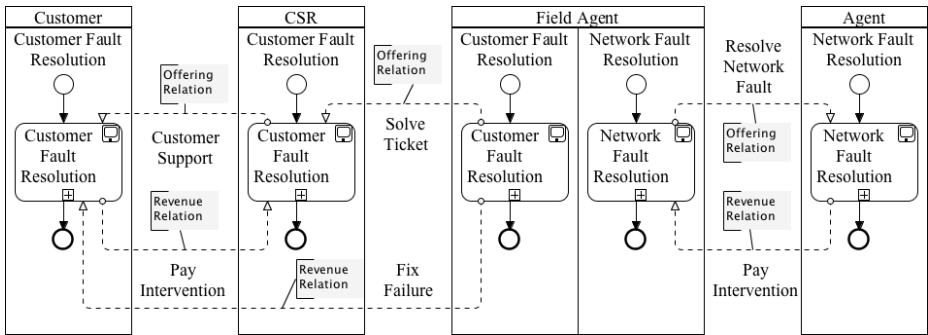 Customer
CSR
Field Agent
Agent
Customer Fault
Resolution
Customer Fault
Resolution
Customer Fault
Resolution
Network Fault
Resolution
Network Fault
Resolution
Offering
Relation
Offering
Relation
Resolve
Network
Fault
Customer
Fault
Resolution
Customer
Support
Customer
Fault
Resolution
Solve
Ticket
Customer
Fault
Resolution
Network
Fault
Resolution
Offering
Relation
Network
Fault
Resolution
Revenue
Relation
Revenue
Relation
Pay
Intervention
Revenue
Relation
Fix
Failure
Pay
Intervention